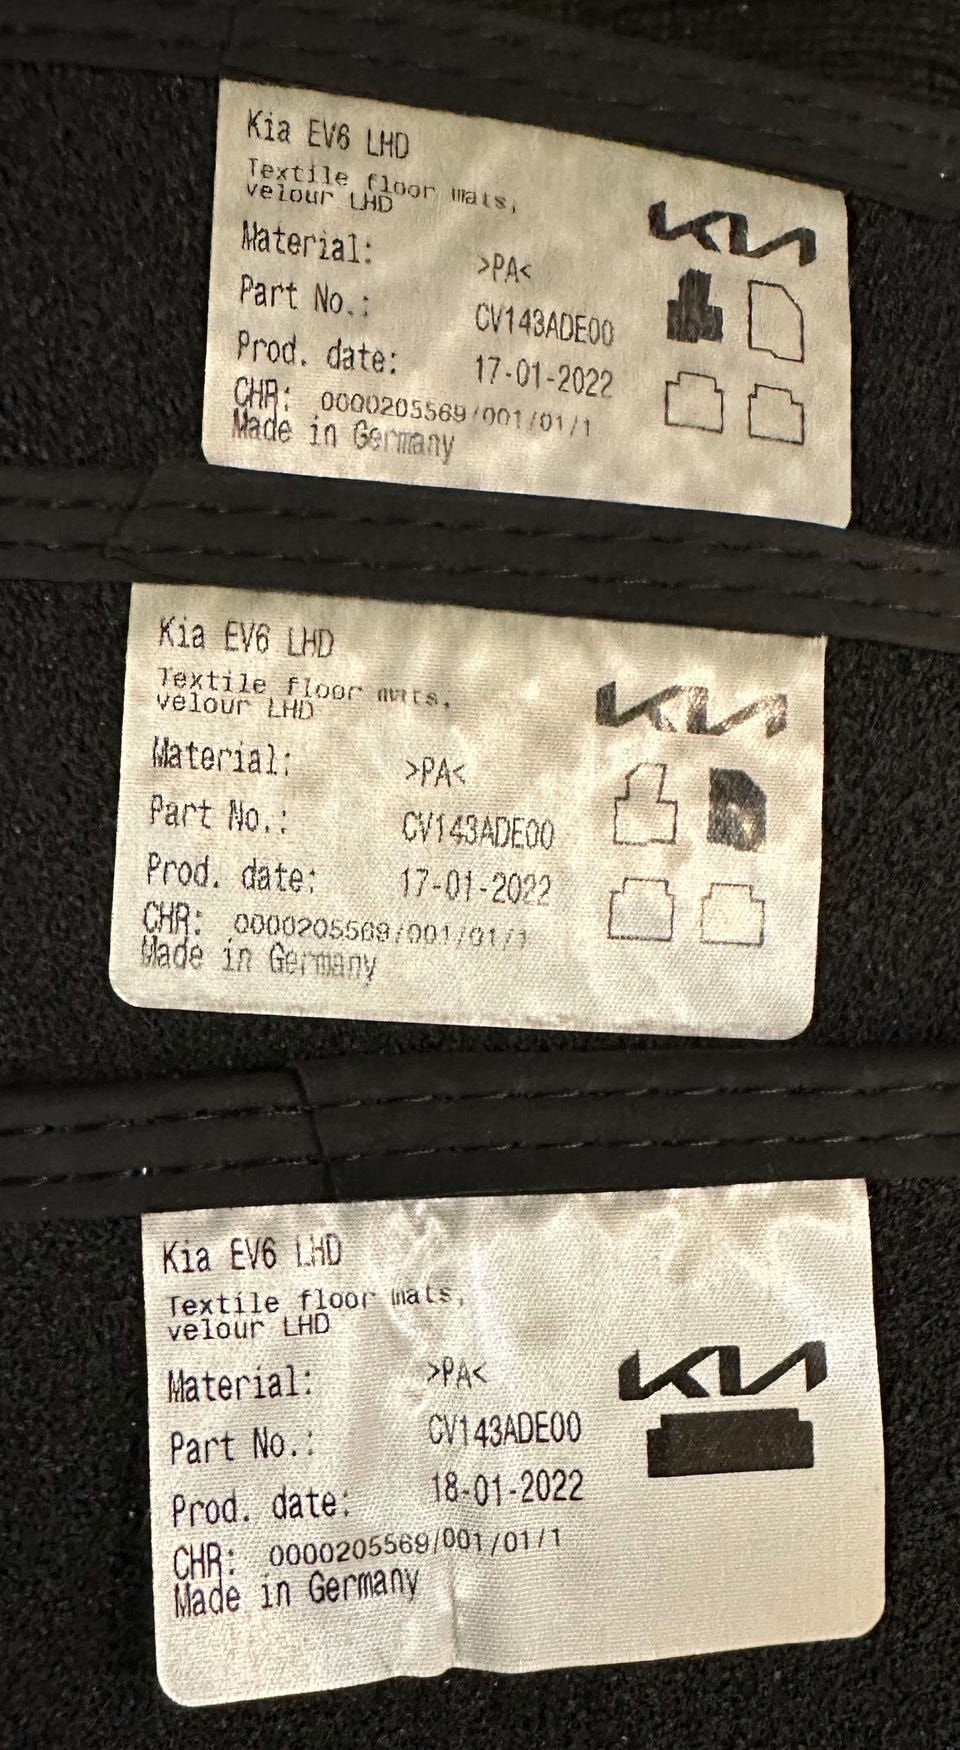 Kia EV6 LHD
Textile floor mats,
velour LHD
KIA
Material: >PA<
Part No.: CV143ADE00
Prod. date: 17-01-2022
CHR: 0000205569/001/01/1
Made in Germany
Kia EV6 LHD
Textile floor mats,
velour LHD
KIA
Material: >PA<
Part No.: CV143ADE00
Prod. date: 17-01-2022
CHR: 0000205569/001/01/1
Made in Germany
Kia EV6 LHD
Textile floor mats,
velour LHD
KIA
Material: >PA<
Part No.: CV143ADE00
Prod. date: 18-01-2022
CHR: 0000205569/001/01/1
Made in Germany